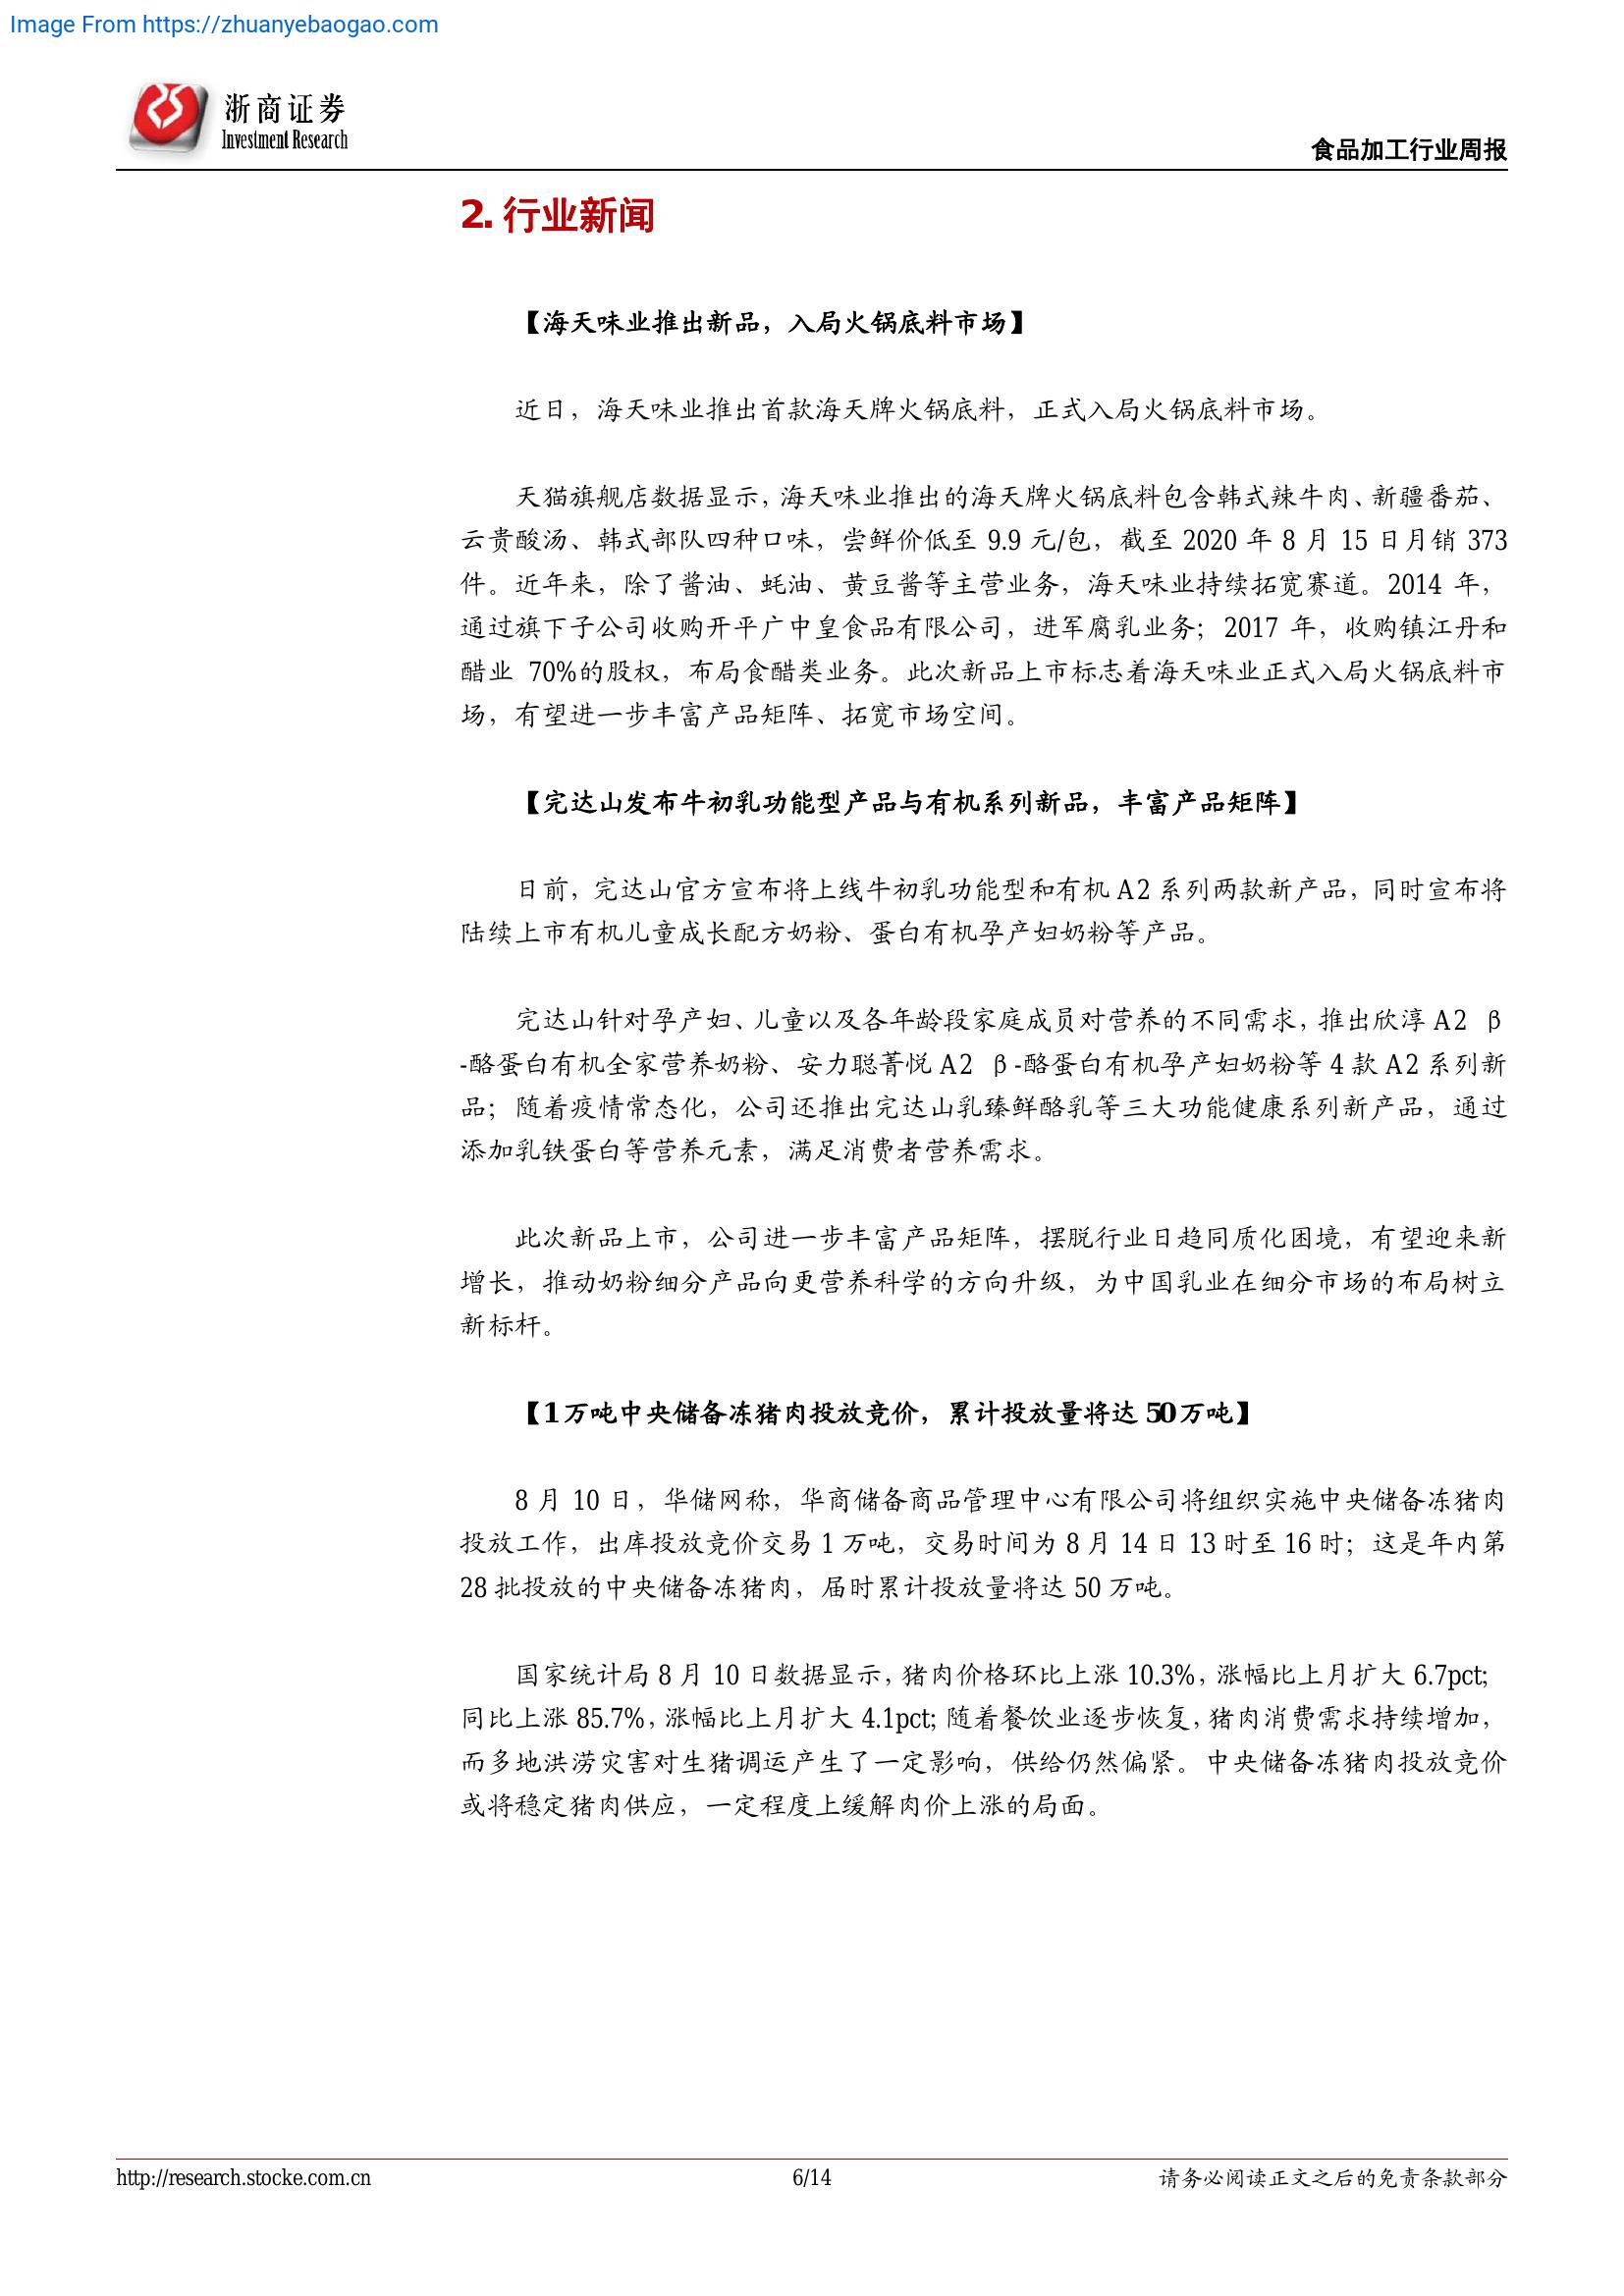 Image From https://zhuanyebaogao.com
浙商证券
Investment Research
食品加工行业周报
2. 行业新闻
【海天味业推出新品，入局火锅底料市场】
近日，海天味业推出首款海天牌火锅底料，正式入局火锅底料市场。
天猫旗舰店数据显示，海天味业推出的海天牌火锅底料包含韩式辣牛肉、新疆番茄、
云贵酸汤、韩式部队四种口味，尝鲜价低至 9.9 元/包，截至 2020 年 8 月 15 日月销 373
件。近年来，除了酱油、蚝油、黄豆酱等主营业务，海天味业持续拓宽赛道。2014 年，
通过旗下子公司收购开平广中皇食品有限公司，进军腐乳业务；2017 年，收购镇江丹和
醋业 70%的股权，布局食醋类业务。此次新品上市标志着海天味业正式入局火锅底料市
场，有望进一步丰富产品矩阵、拓宽市场空间。
【完达山发布牛初乳功能型产品与有机系列新品，丰富产品矩阵】
日前，完达山官方宣布将上线牛初乳功能型和有机 A2 系列两款新产品，同时宣布将
陆续上市有机儿童成长配方奶粉、蛋白有机孕产妇奶粉等产品。
完达山针对孕产妇、儿童以及各年龄段家庭成员对营养的不同需求，推出欣淳 A2 β
-酪蛋白有机全家营养奶粉、安力聪菁悦 A2 β-酪蛋白有机孕产妇奶粉等 4 款 A2 系列新
品；随着疫情常态化，公司还推出完达山乳臻鲜酪乳等三大功能健康系列新产品，通过
添加乳铁蛋白等营养元素，满足消费者营养需求。
此次新品上市，公司进一步丰富产品矩阵，摆脱行业日趋同质化困境，有望迎来新
增长，推动奶粉细分产品向更营养科学的方向升级，为中国乳业在细分市场的布局树立
新标杆。
【1 万吨中央储备冻猪肉投放竞价，累计投放量将达 50 万吨】
8 月 10 日，华储网称，华商储备商品管理中心有限公司将组织实施中央储备冻猪肉
投放工作，出库投放竞价交易 1 万吨，交易时间为 8 月 14 日 13 时至 16 时；这是年内第
28 批投放的中央储备冻猪肉，届时累计投放量将达 50 万吨。
国家统计局 8 月 10 日数据显示，猪肉价格环比上涨 10.3%，涨幅比上月扩大 6.7pct；
同比上涨 85.7%，涨幅比上月扩大 4.1pct；随着餐饮业逐步恢复，猪肉消费需求持续增加，
而多地洪涝灾害对生猪调运产生了一定影响，供给仍然偏紧。中央储备冻猪肉投放竞价
或将稳定猪肉供应，一定程度上缓解肉价上涨的局面。
http://research.stocke.com.cn
6/14
请务必阅读正文之后的免责条款部分